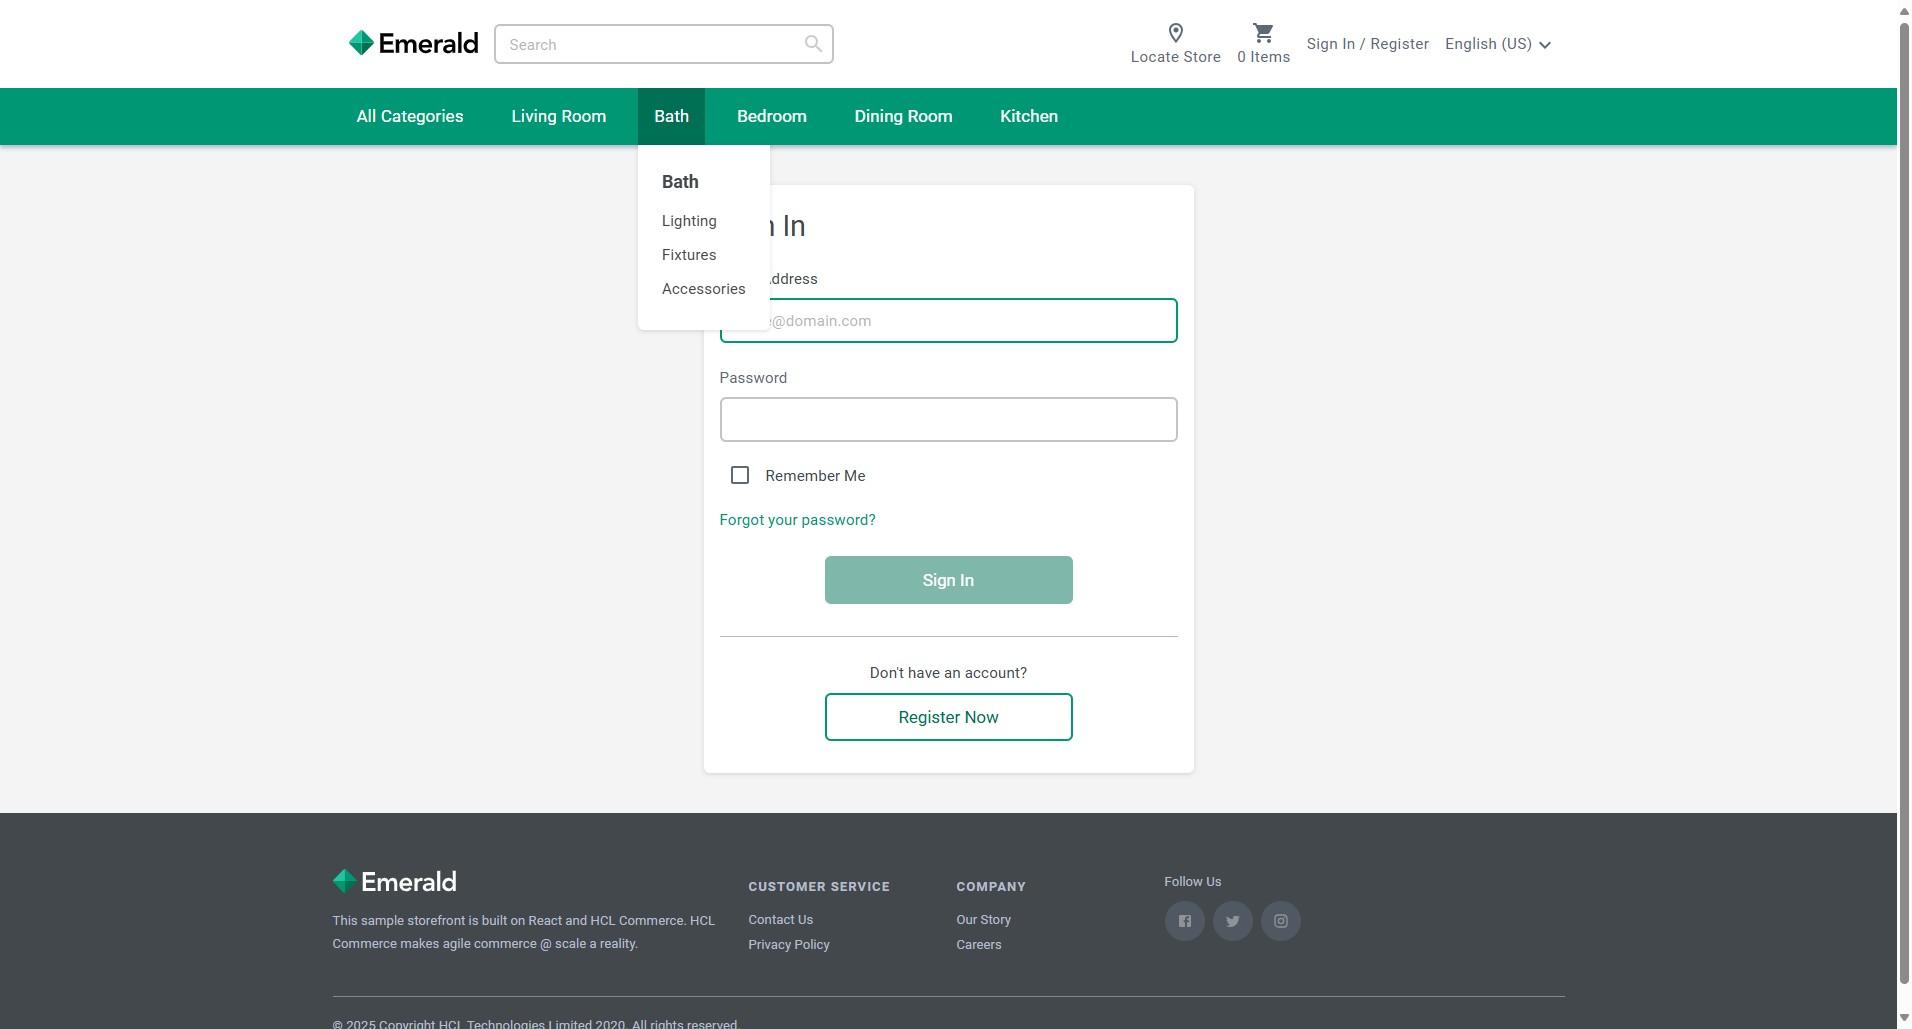 Emerald
Search
Locate Store
0 Items
Sign In / Register
English (US)
All Categories
Living Room
Bath
Bedroom
Dining Room
Kitchen
Bath
Lighting
Fixtures
Accessories
In
@domain.com
Password
Remember Me
Forgot your password?
Sign In
Don't have an account?
Register Now
Emerald
This sample storefront is built on React and HCL Commerce. HCL
Commerce makes agile commerce @ scale a reality.
CUSTOMER SERVICE
Contact Us
Privacy Policy
COMPANY
Our Story
Careers
Follow Us
© 2025 Copyright HCL Technologies Limited 2020. All rights reserved